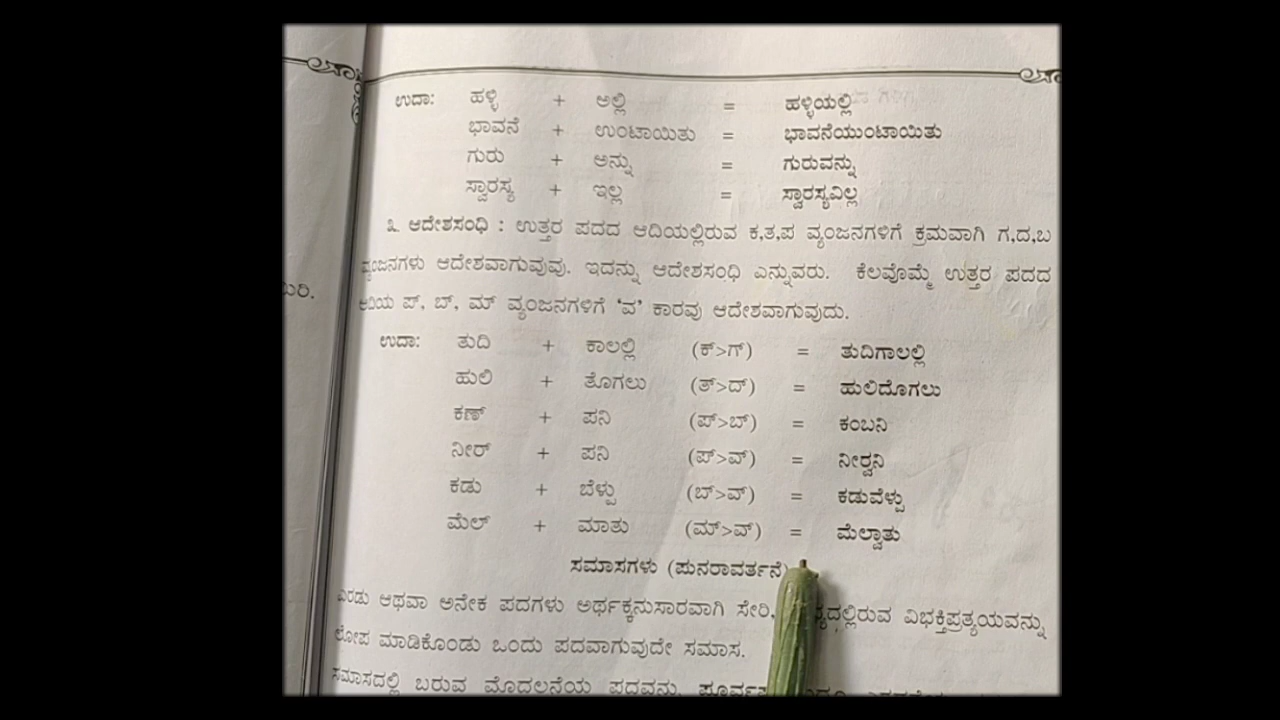 ಉದಾ: ಹಳ್ಳಿ + ಅಲ್ಲಿ = ಹಳ್ಳಿಯಲ್ಲಿ
ಭಾವನೆ + ಉಂಟಾಯಿತು = ಭಾವನೆಯುಂಟಾಯಿತು
ಗುರು + ಅನ್ನು = ಗುರುವನ್ನು
ಸ್ವಾರಸ್ಯ + ಇಲ್ಲ = ಸ್ವಾರಸ್ಯವಿಲ್ಲ
೩. ಆದೇಶಸಂಧಿ : ಉತ್ತರ ಪದದ ಆದಿಯಲ್ಲಿರುವ ಕ,ತ,ಪ ವ್ಯಂಜನಗಳಿಗೆ ಕ್ರಮವಾಗಿ ಗ,ದ,ಬ
ವ್ಯಂಜನಗಳು ಆದೇಶವಾಗುವುವು. ಇದನ್ನು ಆದೇಶಸಂಧಿ ಎನ್ನುವರು. ಕೆಲವೊಮ್ಮೆ ಉತ್ತರ ಪದದ
ಆದಿಯ ಪ್, ಬ್, ಮ್ ವ್ಯಂಜನಗಳಿಗೆ 'ವ' ಕಾರವು ಆದೇಶವಾಗುವುದು.
ಉದಾ: ತುದಿ + ಕಾಲಲ್ಲಿ (ಕ್>ಗ್) = ತುದಿಗಾಲಲ್ಲಿ
ಹುಲಿ + ತೊಗಲು (ತ್>ದ್) = ಹುಲಿದೊಗಲು
ಕಣ್ + ಪನಿ (ಪ್>ಬ್) = ಕಂಬನಿ
ನೀರ್ + ಪನಿ (ಪ್>ವ್) = ನೀರ‍್ವನಿ
ಕಡು + ಬೆಳ್ಪು (ಬ್>ವ್) = ಕಡುವೆಳ್ಪು
ಮೆಲ್ + ಮಾತು (ಮ್>ವ್) = ಮೆಲ್ವಾತು
ಸಮಾಸಗಳು (ಪುನರಾವರ್ತನೆ)
ಎರಡು ಅಥವಾ ಅನೇಕ ಪದಗಳು ಅರ್ಥಕ್ಕನುಸಾರವಾಗಿ ಸೇರಿ, ವಿಭಕ್ತಿಪ್ರತ್ಯಯವನ್ನು
ಲೋಪ ಮಾಡಿಕೊಂಡು ಒಂದು ಪದವಾಗುವುದೇ ಸಮಾಸ.
ಸಮಾಸದಲ್ಲಿ ಬರುವ ಮೊದಲನೆಯ ಪದವನ್ನು